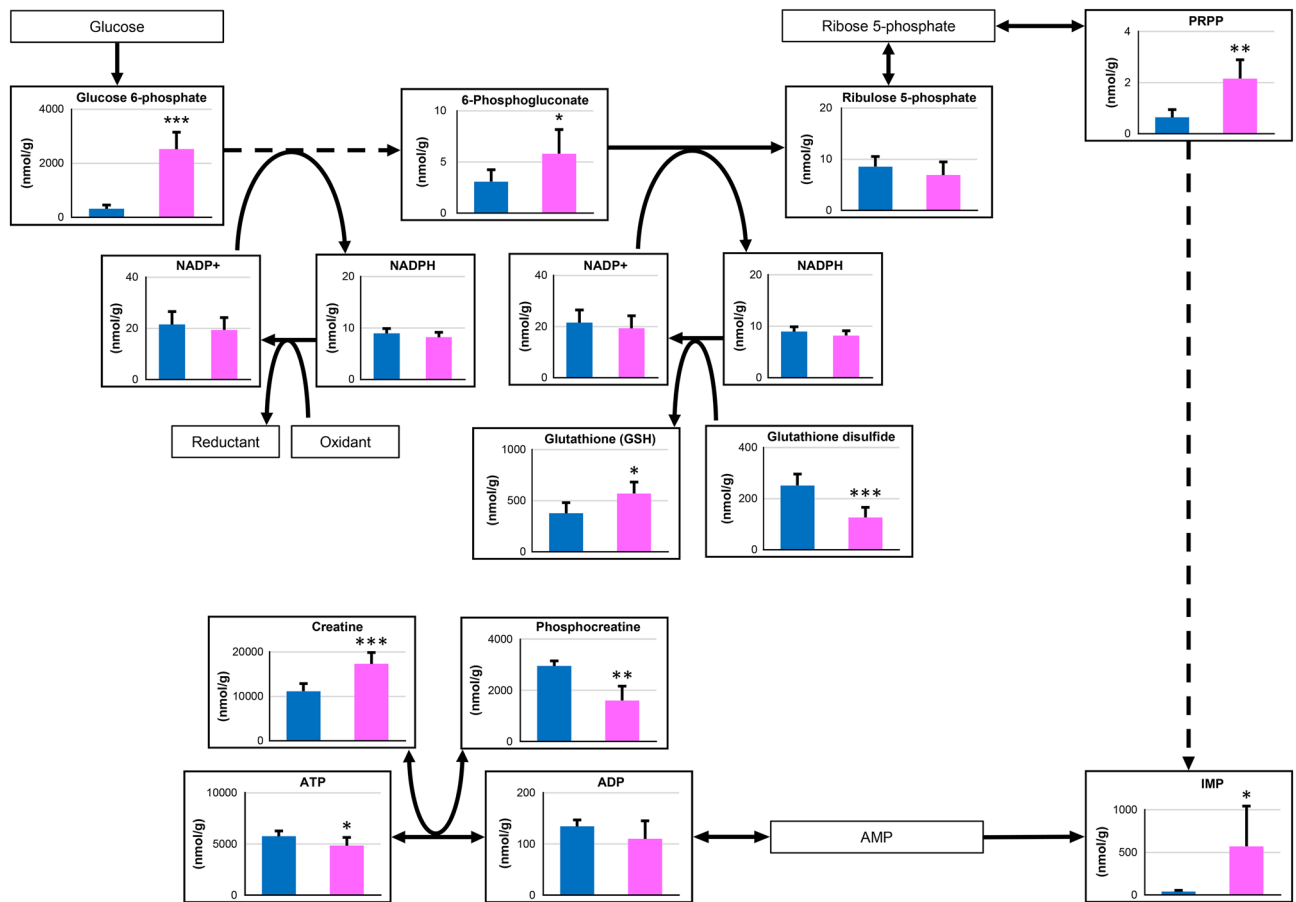 Glucose
Ribose 5-phosphate
PRPP
(nmol/g)
4
2
0
**
Glucose 6-phosphate
(nmol/g)
4000
2000
0
***
6-Phosphogluconate
(nmol/g)
10
5
0
*
Ribulose 5-phosphate
(nmol/g)
20
10
0
NADP+
(nmol/g)
40
20
0
NADPH
(nmol/g)
20
10
0
NADP+
(nmol/g)
40
20
0
NADPH
(nmol/g)
20
10
0
Reductant
Oxidant
Glutathione (GSH)
(nmol/g)
1000
500
0
*
Glutathione disulfide
(nmol/g)
400
200
0
***
Creatine
(nmol/g)
20000
10000
0
***
Phosphocreatine
(nmol/g)
4000
2000
0
**
ATP
(nmol/g)
10000
5000
0
*
ADP
(nmol/g)
200
100
0
AMP
IMP
(nmol/g)
1000
500
0
*